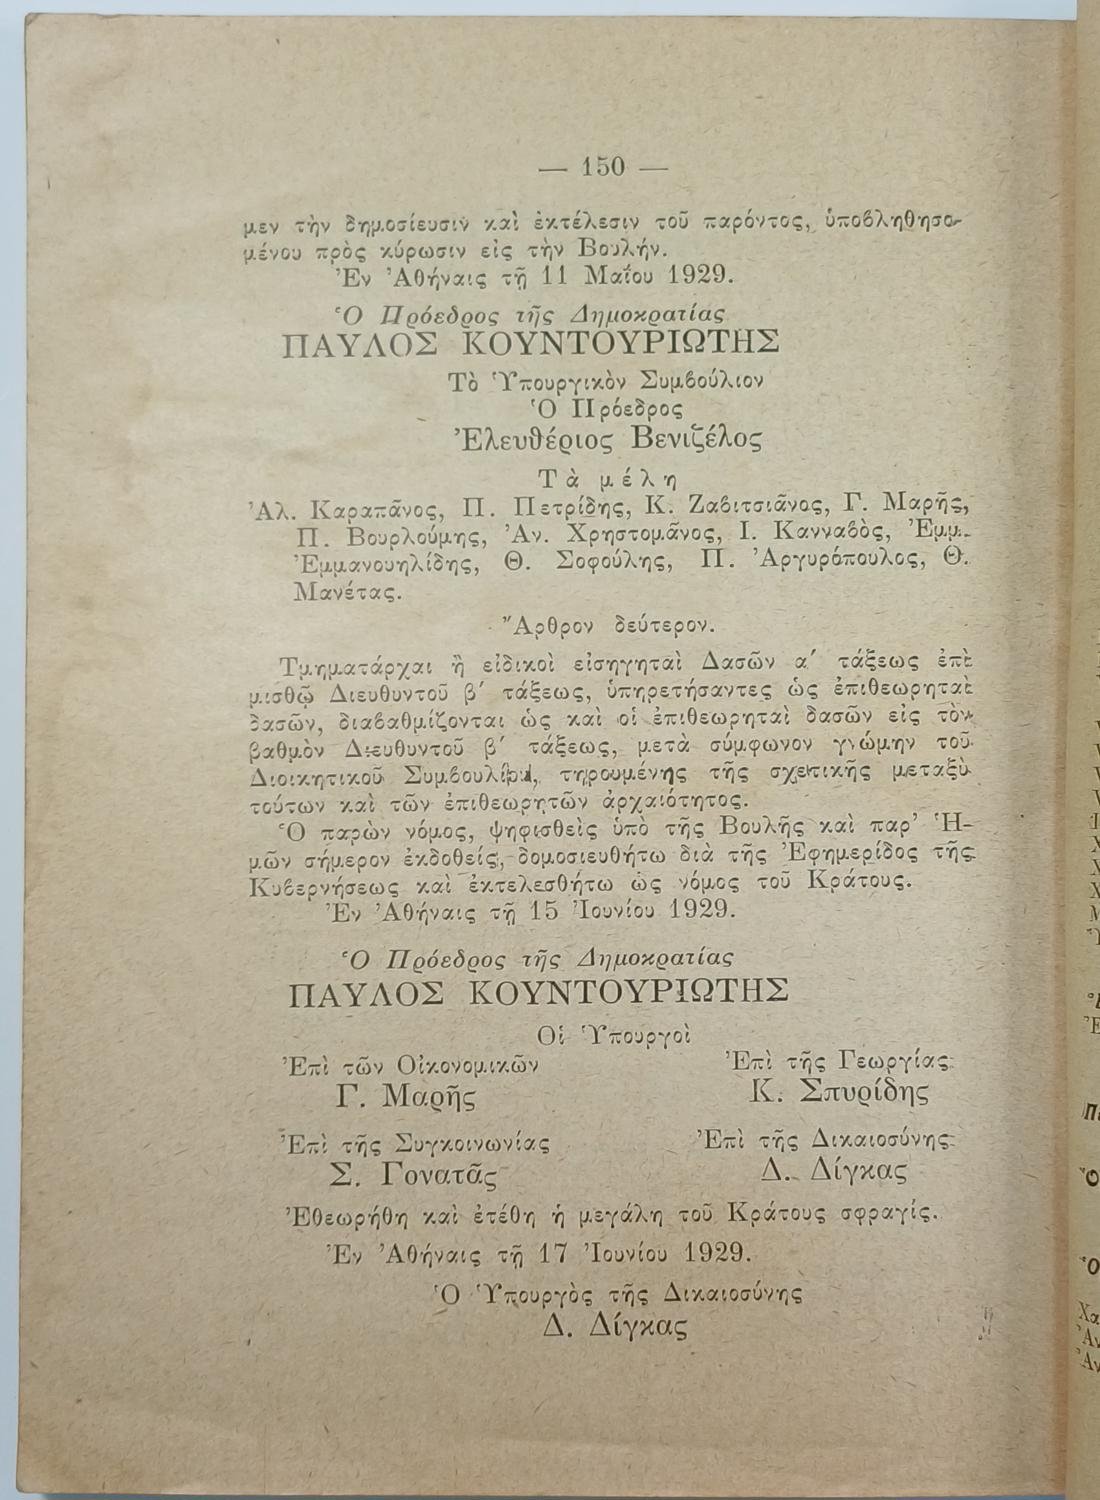 — 150 —
μεν τὴν δημοσίευσιν καὶ ἐκτέλεσιν τοῦ παρόντος, ὑποβληθησο-
μένου πρὸς κύρωσιν εἰς τὴν Βουλήν.
Ἐν Ἀθήναις τῇ 11 Μαΐου 1929.
Ὁ Πρόεδρος τῆς Δημοκρατίας
ΠΑΥΛΟΣ ΚΟΥΝΤΟΥΡΙΩΤΗΣ
Τὸ Ὑπουργικὸν Συμβούλιον
Ὁ Πρόεδρος
Ἐλευθέριος Βενιζέλος
Τὰ μέλη
Ἀλ. Καραπᾶνος, Π. Πετρίδης, Κ. Ζαβιτσιᾶνος, Γ. Μαρῆς,
Π. Βουρλούμης, Ἀν. Χρηστομᾶνος, Ι. Κανναβὸς, Ἐμμ.
Ἐμμανουηλίδης, Θ. Σοφούλης, Π. Ἀργυρόπουλος, Θ.
Μανέτας.
Ἄρθρον δεύτερον.
Τμηματάρχαι ἢ εἰδικοὶ εἰσηγηταὶ Δασῶν α΄ τάξεως ἐπὶ
μισθῷ Διευθυντοῦ β΄ τάξεως, ὑπηρετήσαντες ὡς ἐπιθεωρηταὶ
δασῶν, διαβαθμίζονται ὡς καὶ οἱ ἐπιθεωρηταὶ δασῶν εἰς τὸν
βαθμὸν Διευθυντοῦ β΄ τάξεως, μετὰ σύμφωνον γνώμην τοῦ
Διοικητικοῦ Συμβουλίου, τηρουμένης τῆς σχετικῆς μεταξὺ
τούτων καὶ τῶν ἐπιθεωρητῶν ἀρχαιότητος.
Ὁ παρὼν νόμος, ψηφισθεὶς ὑπὸ τῆς Βουλῆς καὶ παρ' Ἡ-
μῶν σήμερον ἐκδοθείς, δομοσιευθήτω διὰ τῆς Ἐφημερίδος τῆς
Κυβερνήσεως καὶ ἐκτελεσθήτω ὡς νόμος τοῦ Κράτους.
Ἐν Ἀθήναις τῇ 15 Ἰουνίου 1929.
Ὁ Πρόεδρος τῆς Δημοκρατίας
ΠΑΥΛΟΣ ΚΟΥΝΤΟΥΡΙΩΤΗΣ
Οἱ Ὑπουργοὶ
Ἐπὶ τῶν Οἰκονομικῶν Ἐπὶ τῆς Γεωργίας
Γ. Μαρῆς Κ. Σπυρίδης
Ἐπὶ τῆς Συγκοινωνίας Ἐπὶ τῆς Δικαιοσύνης
Σ. Γονατᾶς Δ. Δίγκας
Ἐθεωρήθη καὶ ἐτέθη ἡ μεγάλη τοῦ Κράτους σφραγίς.
Ἐν Ἀθήναις τῇ 17 Ἰουνίου 1929.
Ὁ Ὑπουργὸς τῆς Δικαιοσύνης
Δ. Δίγκας